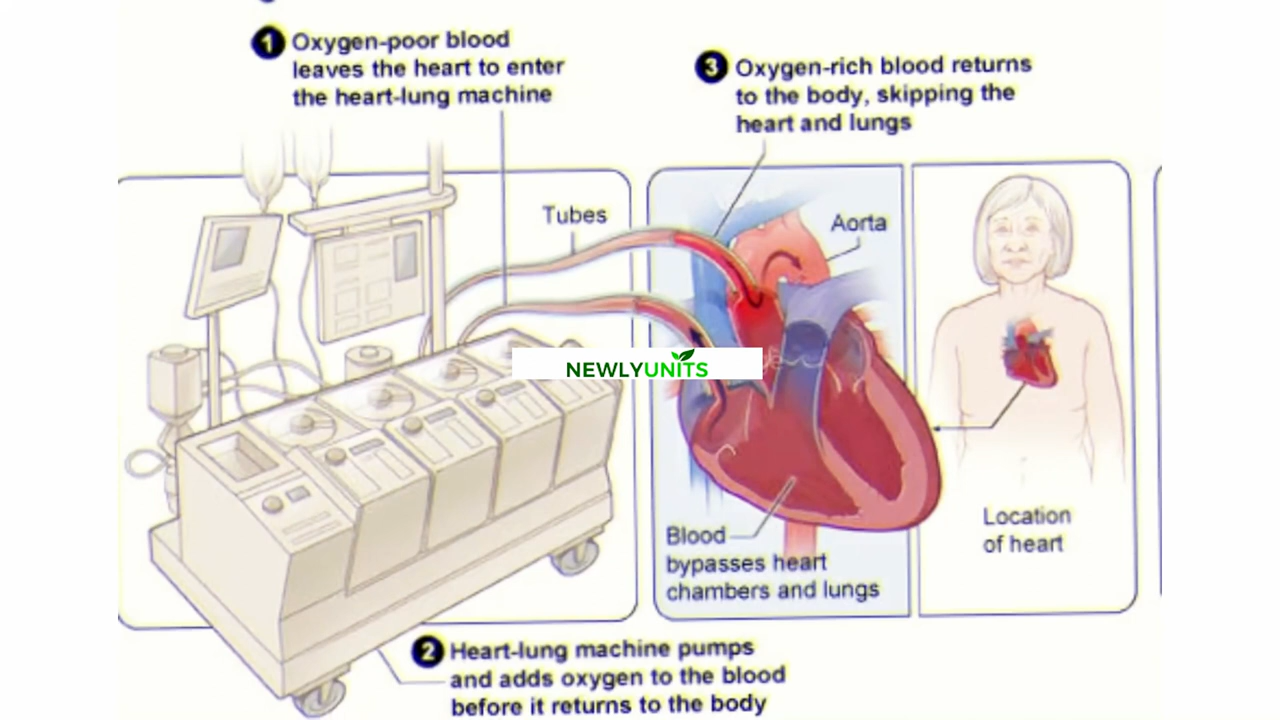 1 Oxygen-poor blood
leaves the heart to enter
the heart-lung machine
3 Oxygen-rich blood returns
to the body, skipping the
heart and lungs
Tubes
Aorta
NEWLYUNITS
Blood
bypasses heart
chambers and lungs
Location
of heart
2 Heart-lung machine pumps
and adds oxygen to the blood
before it returns to the body